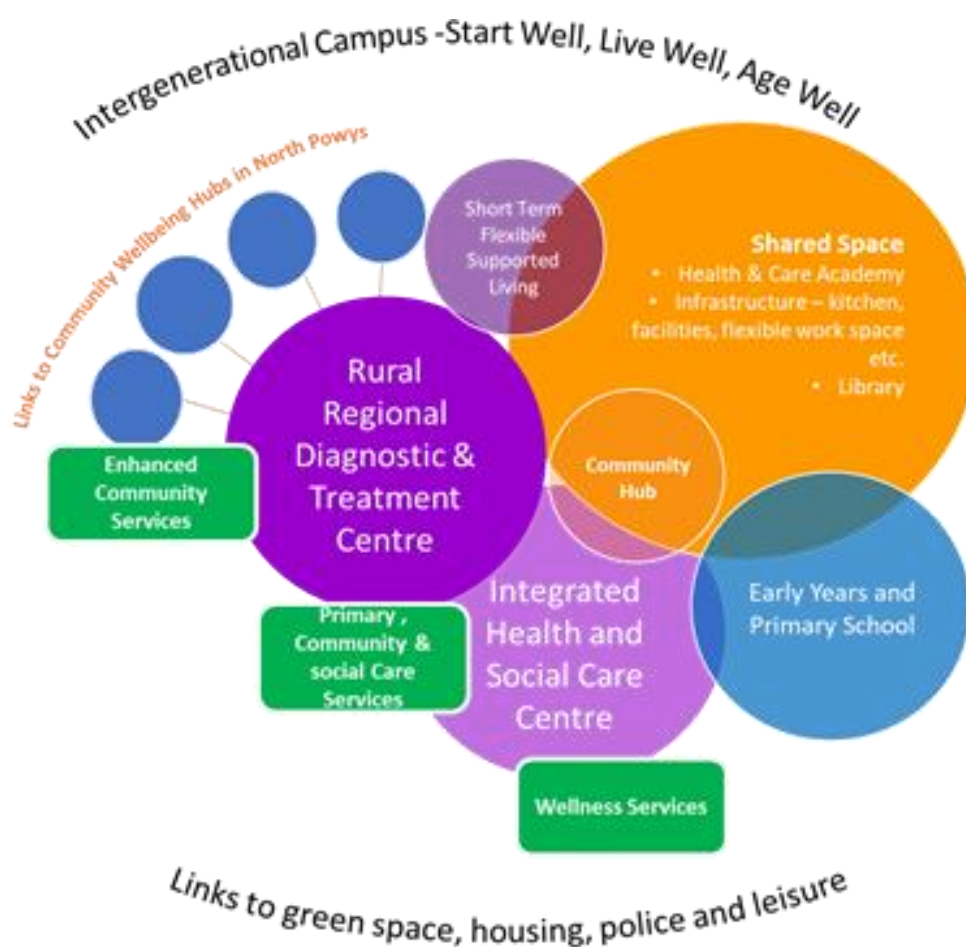 Intergenerational Campus -Start Well, Live Well, Age Well
Links to Community Wellbeing Hubs in North Powys
Short Term
Flexible
Supported
Living
Shared Space
• Health & Care Academy
• Infrastructure – kitchen,
facilities, flexible work space
etc.
• Library
Rural
Regional
Diagnostic &
Treatment
Centre
Community
Hub
Enhanced
Community
Services
Integrated
Health and
Social Care
Centre
Early Years and
Primary School
Primary ,
Community &
social Care
Services
Wellness Services
Links to green space, housing, police and leisure